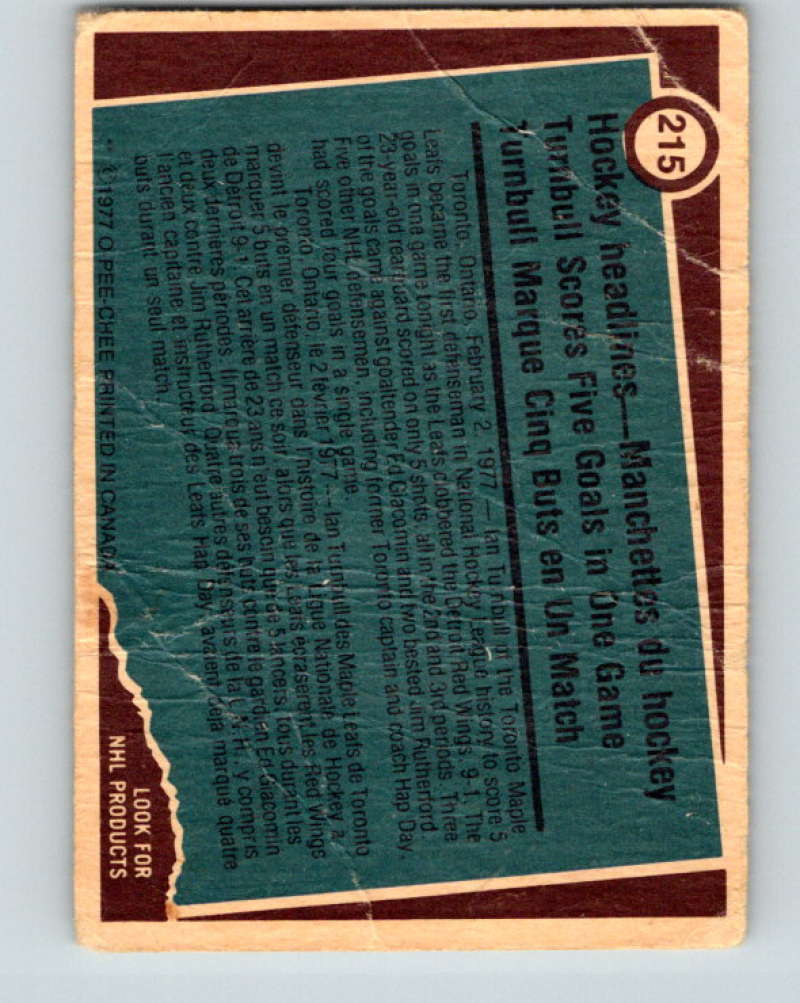 215
Hockey headlines—Manchettes du hockey
Turnbull Scores Five Goals in One Game
Turnbull Marque Cinq Buts en Un Match
Toronto, Ontario, February 2, 1977 — Ian Turnbull of the Toronto Maple
Leafs became the first defenseman in National Hockey League history to score 5
goals in one game tonight as the Leafs clobbered the Detroit Red Wings, 9-1. The
23-year-old rearguard scored on only 5 shots, all in the 2nd and 3rd periods. Three
of the goals came against goaltender Ed Giacomin and two bested Jim Rutherford.
Five other NHL defensemen, including former Toronto captain and coach Hap Day,
had scored four goals in a single game.
Toronto, Ontario, le 2 février 1977 — Ian Turnbull des Maple Leafs de Toronto
devint le premier défenseur dans l'histoire de la Ligue Nationale de Hockey à
marquer 5 buts en un match ce soir, alors que les Leafs écrasèrent les Red Wings
de Détroit 9-1. Cet arrière de 23 ans n'eut besoin que de 5 lancers, tous durant les
deux dernières périodes. Il marqua trois de ses buts contre le gardien Ed Giacomin
et deux contre Jim Rutherford. Quatre autres défenseurs de la L.N.H., y compris
l'ancien capitaine et instructeur des Leafs Hap Day, avaient déjà marqué quatre
buts durant un seul match.
** ©1977 O-PEE-CHEE PRINTED IN CANADA
LOOK FOR
NHL PRODUCTS